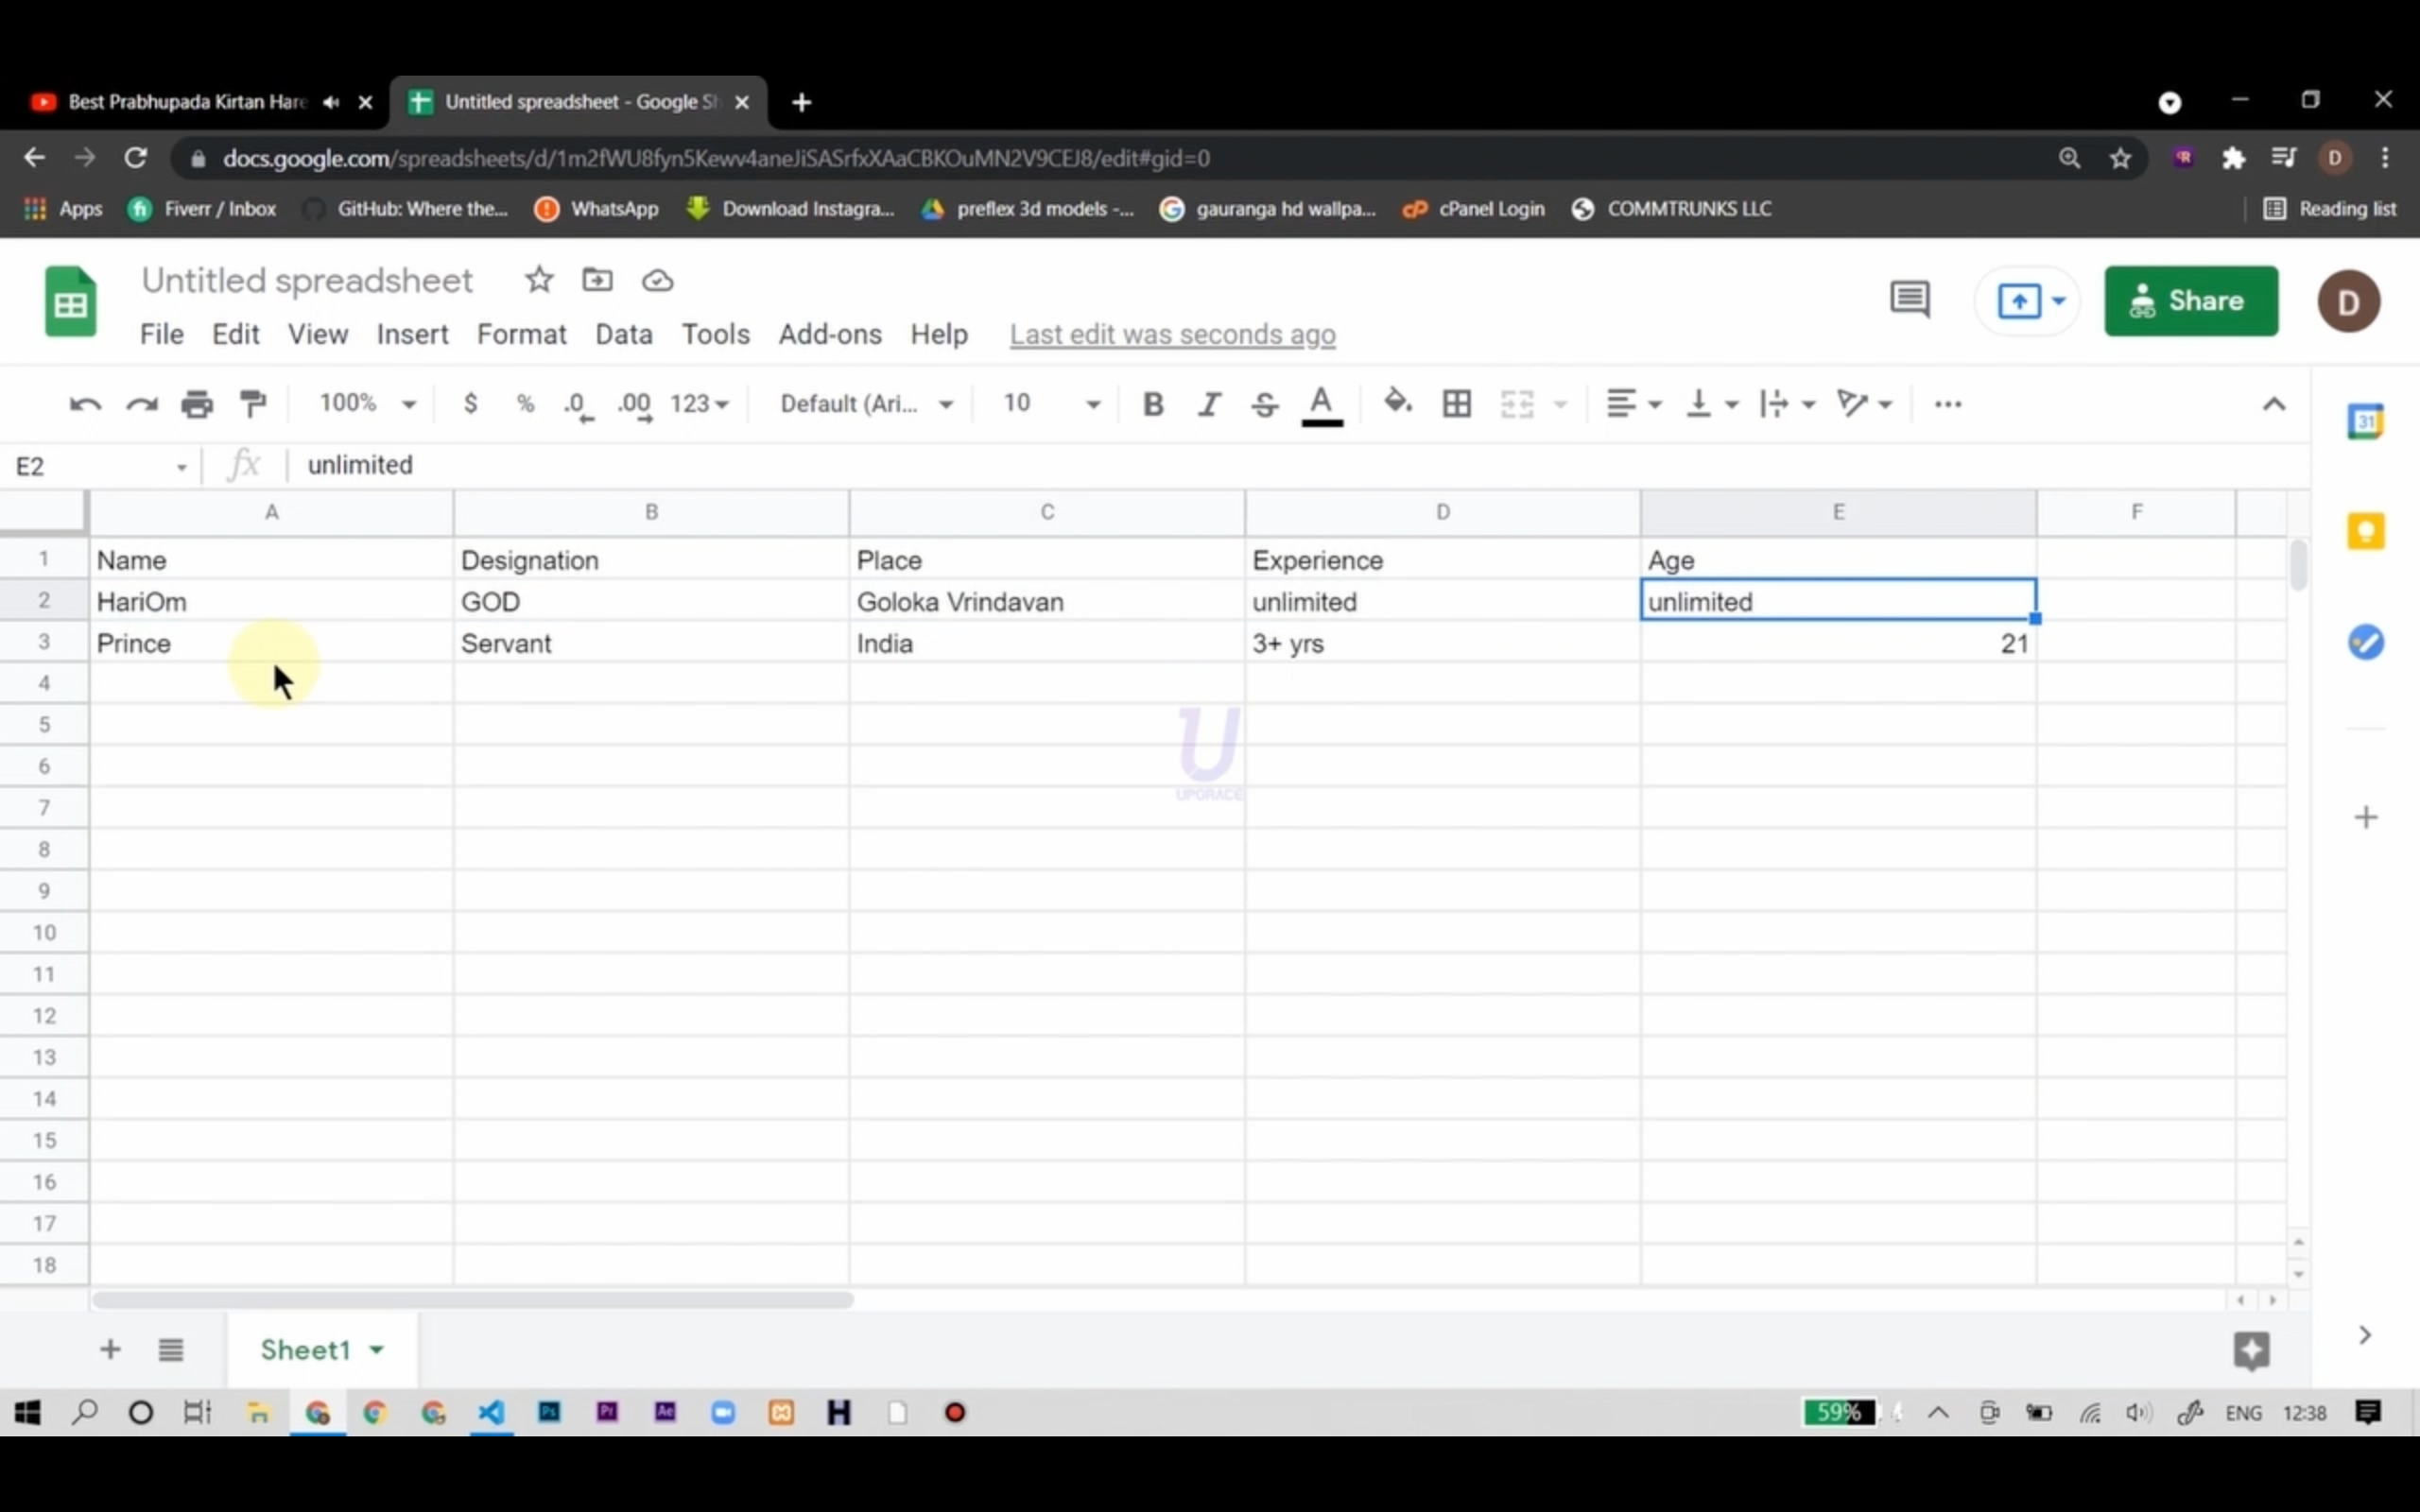 Best Prabhupada Kirtan Hare
Untitled spreadsheet - Google Sh
docs.google.com/spreadsheets/d/1m2fWU8fyn5Kewv4aneJiSASrfxXAaCBKOuMN2V9CEJ8/edit#gid=0
D
Apps
Fiverr / Inbox
GitHub: Where the...
WhatsApp
Download Instagra...
preflex 3d models -...
gauranga hd wallpa...
cPanel Login
COMMTRUNKS LLC
Reading list
Untitled spreadsheet
Share
D
File Edit View Insert Format Data Tools Add-ons Help Last edit was seconds ago
100% $ % .0 .00 123 Default (Ari... 10 B I S A ...
31
E2 fx unlimited
A B C D E F
1 Name Designation Place Experience Age
2 HariOm GOD Goloka Vrindavan unlimited unlimited
3 Prince Servant India 3+ yrs 21
4
5
6
7
UPGRACE
8
9
10
11
12
13
14
15
16
17
18
Sheet1
Ps Pr Ae H
59% ENG 12:38